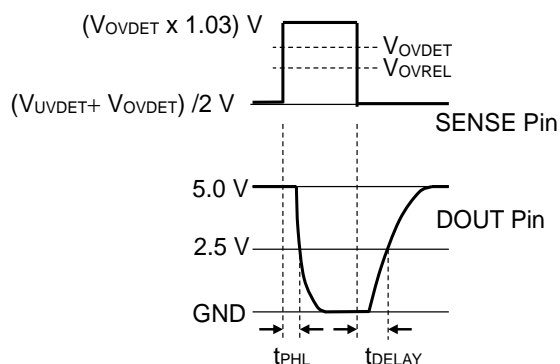 (VOVDET x 1.03) V
VOVDET
VOVREL
(VUVDET+ VOVDET) /2 V
SENSE Pin
5.0 V
DOUT Pin
2.5 V
GND
tPHL
tDELAY